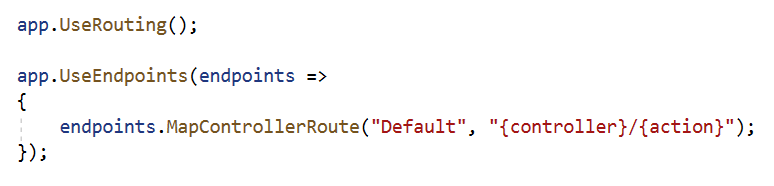 app.UseRouting();
app.UseEndpoints(endpoints =>
{
endpoints.MapControllerRoute("Default", "{controller}/{action}");
});